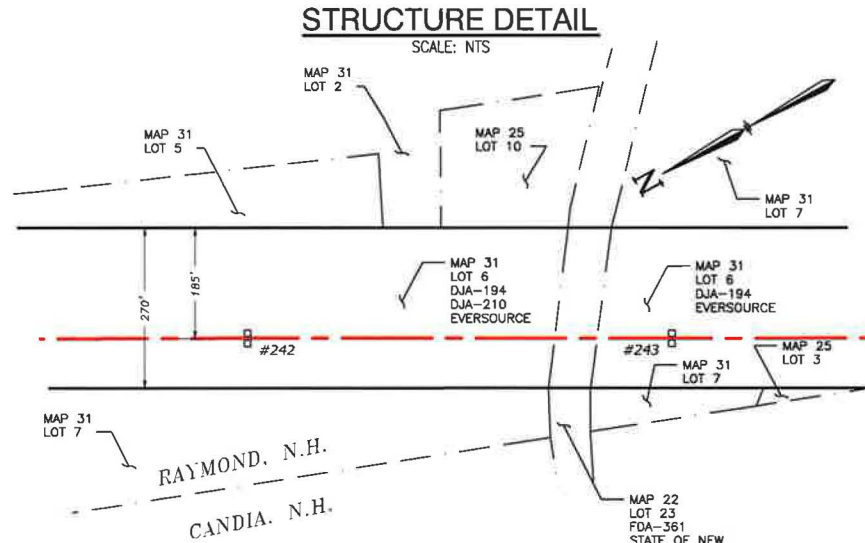 STRUCTURE DETAIL
SCALE: NTS
MAP 31
LOT 2
MAP 31
LOT 5
MAP 25
LOT 10
N
MAP 31
LOT 7
270'
185'
MAP 31
LOT 6
DJA-194
DJA-210
EVERSOURCE
MAP 31
LOT 6
DJA-194
EVERSOURCE
#242
#243
MAP 25
LOT 3
MAP 31
LOT 7
MAP 31
LOT 7
RAYMOND, N.H.
CANDIA, N.H.
MAP 22
LOT 23
FDA-361
STATE OF NEW